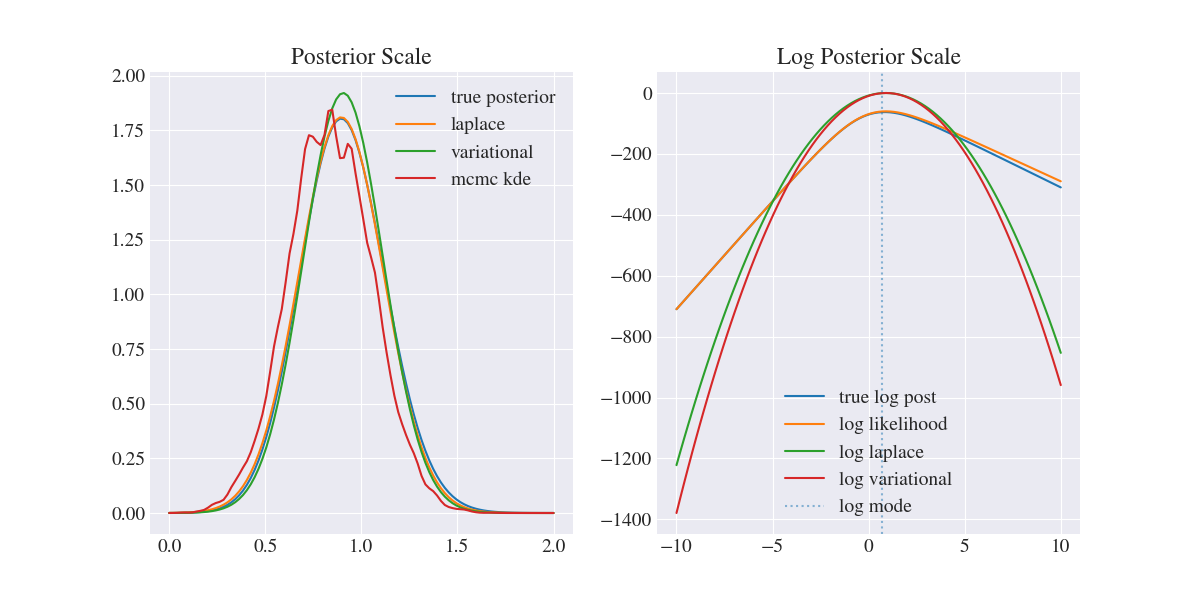 Posterior Scale
2.00
1.75
1.50
1.25
1.00
0.75
0.50
0.25
0.00
0.0
0.5
1.0
1.5
2.0
true posterior
laplace
variational
mcmc kde
Log Posterior Scale
0
−200
−400
−600
−800
−1000
−1200
−1400
−10
−5
0
5
10
true log post
log likelihood
log laplace
log variational
log mode